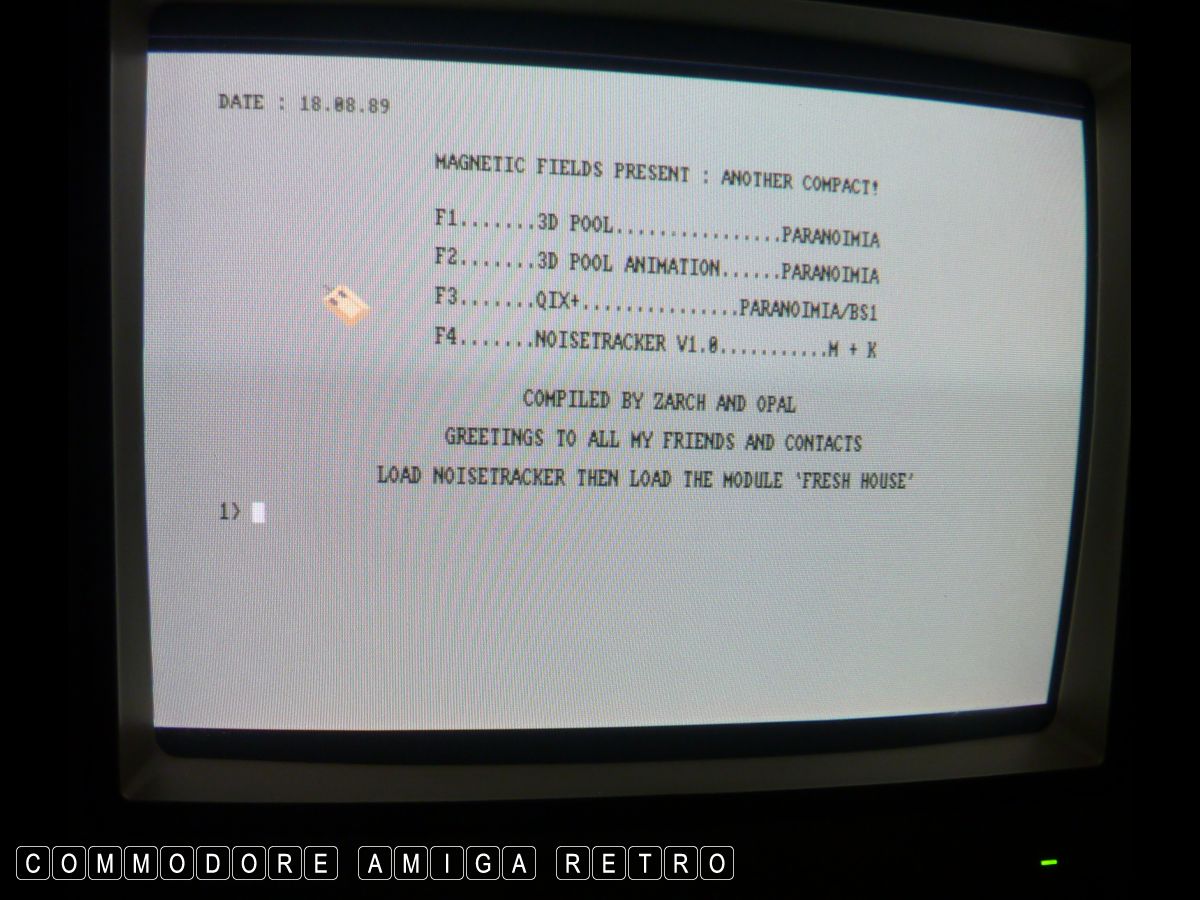 DATE : 18.08.89
MAGNETIC FIELDS PRESENT : ANOTHER COMPACT!
F1.......3D POOL................PARANOIMIA
F2.......3D POOL ANIMATION......PARANOIMIA
F3.......QIX+...............PARANOIMIA/BS1
F4.......NOISETRACKER V1.0...........M + K
COMPILED BY ZARCH AND OPAL
GREETINGS TO ALL MY FRIENDS AND CONTACTS
LOAD NOISETRACKER THEN LOAD THE MODULE 'FRESH HOUSE'
1>
COMMODORE AMIGA RETRO